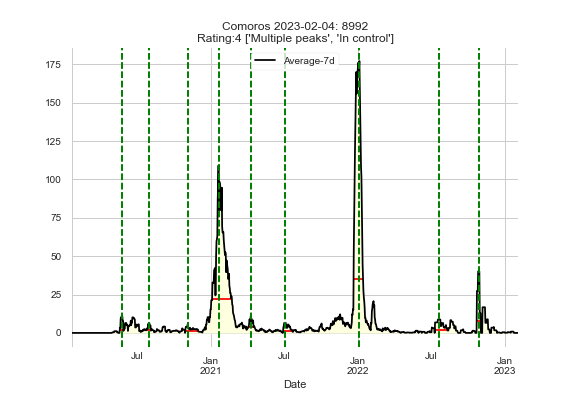 Comoros 2023-02-04: 8992
Rating:4 ['Multiple peaks', 'In control']
Average-7d
175
150
125
100
75
50
25
0
Jul Jan Jul Jan Jul Jan
2021 2022 2023
Date